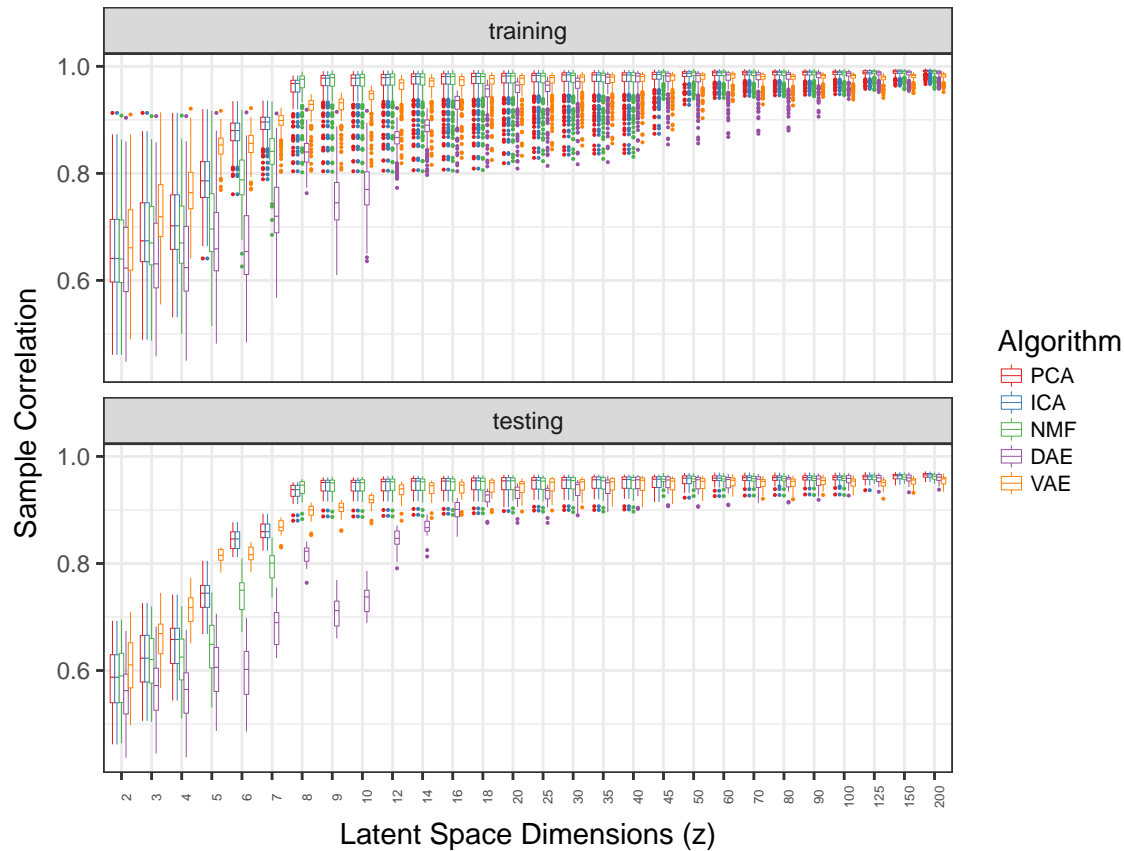 training
1.0
0.8
0.6
Sample Correlation
testing
1.0
0.8
0.6
2 3 4 5 6 7 8 9 10 12 14 16 18 20 25 30 35 40 45 50 60 70 80 90 100 125 150 200
Latent Space Dimensions (z)
Algorithm
PCA
ICA
NMF
DAE
VAE